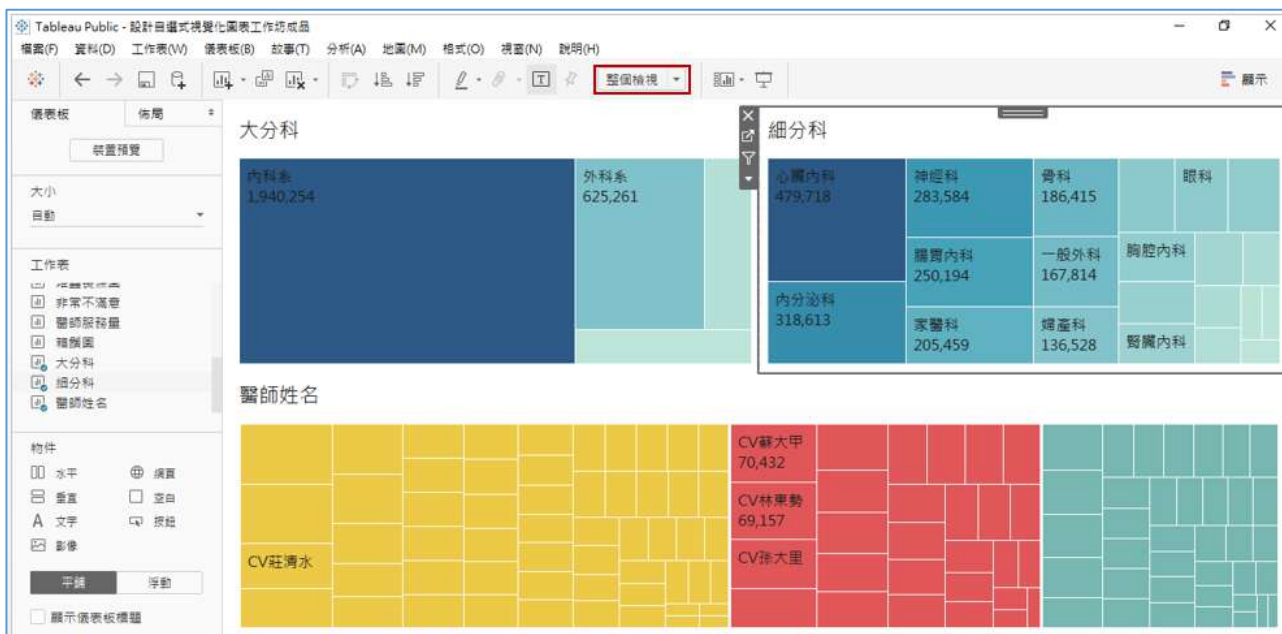 Tableau Public - 設計自邏式視覺化圖表工作坊成品
檔案(F) 資料(D) 工作表(W) 儀表板(B) 故事(T) 分析(A) 地圖(M) 格式(O) 視窗(N) 說明(H)
整個檢視
顯示
儀表板 佈局
裝置預覽
大小
自動
工作表
非常不滿意
醫師服務量
箱鬚圖
大分科
細分科
醫師姓名
物件
水平 網頁
垂直 空白
文字 按鈕
影像
平鋪 浮動
顯示儀表板標題
大分科
內科系
1,940,254
外科系
625,261
細分科
心臟內科
479,718
神經科
283,584
骨科
186,415
眼科
腸胃內科
250,194
一般外科
167,814
胸腔內科
內分泌科
318,613
家醫科
205,459
婦產科
136,528
腎臟內科
醫師姓名
CV莊清水
CV蘇大甲
70,432
CV林東勢
69,157
CV孫大里